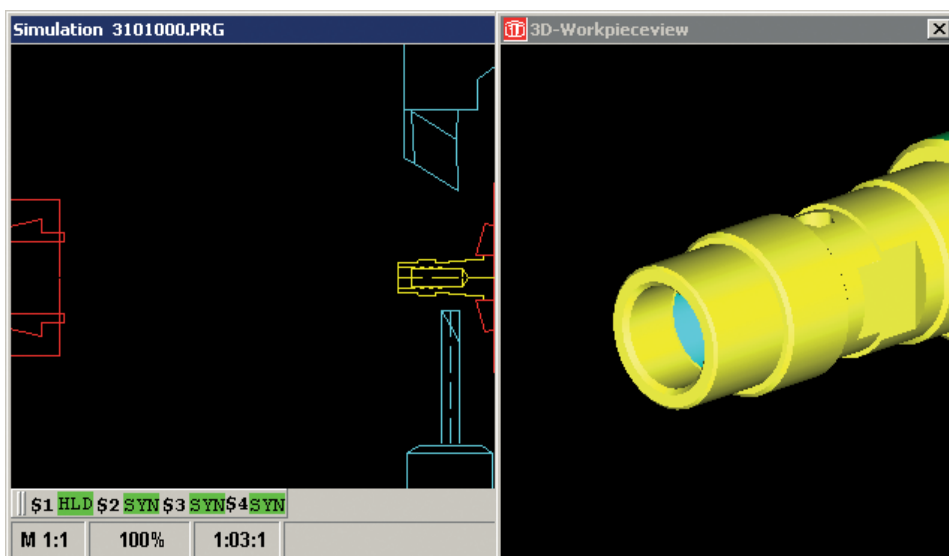 Simulation 3101000.PRG
3D-Workpieceview
$1 HLD $2 SYN $3 SYN $4 SYN
M 1:1 100% 1:03:1